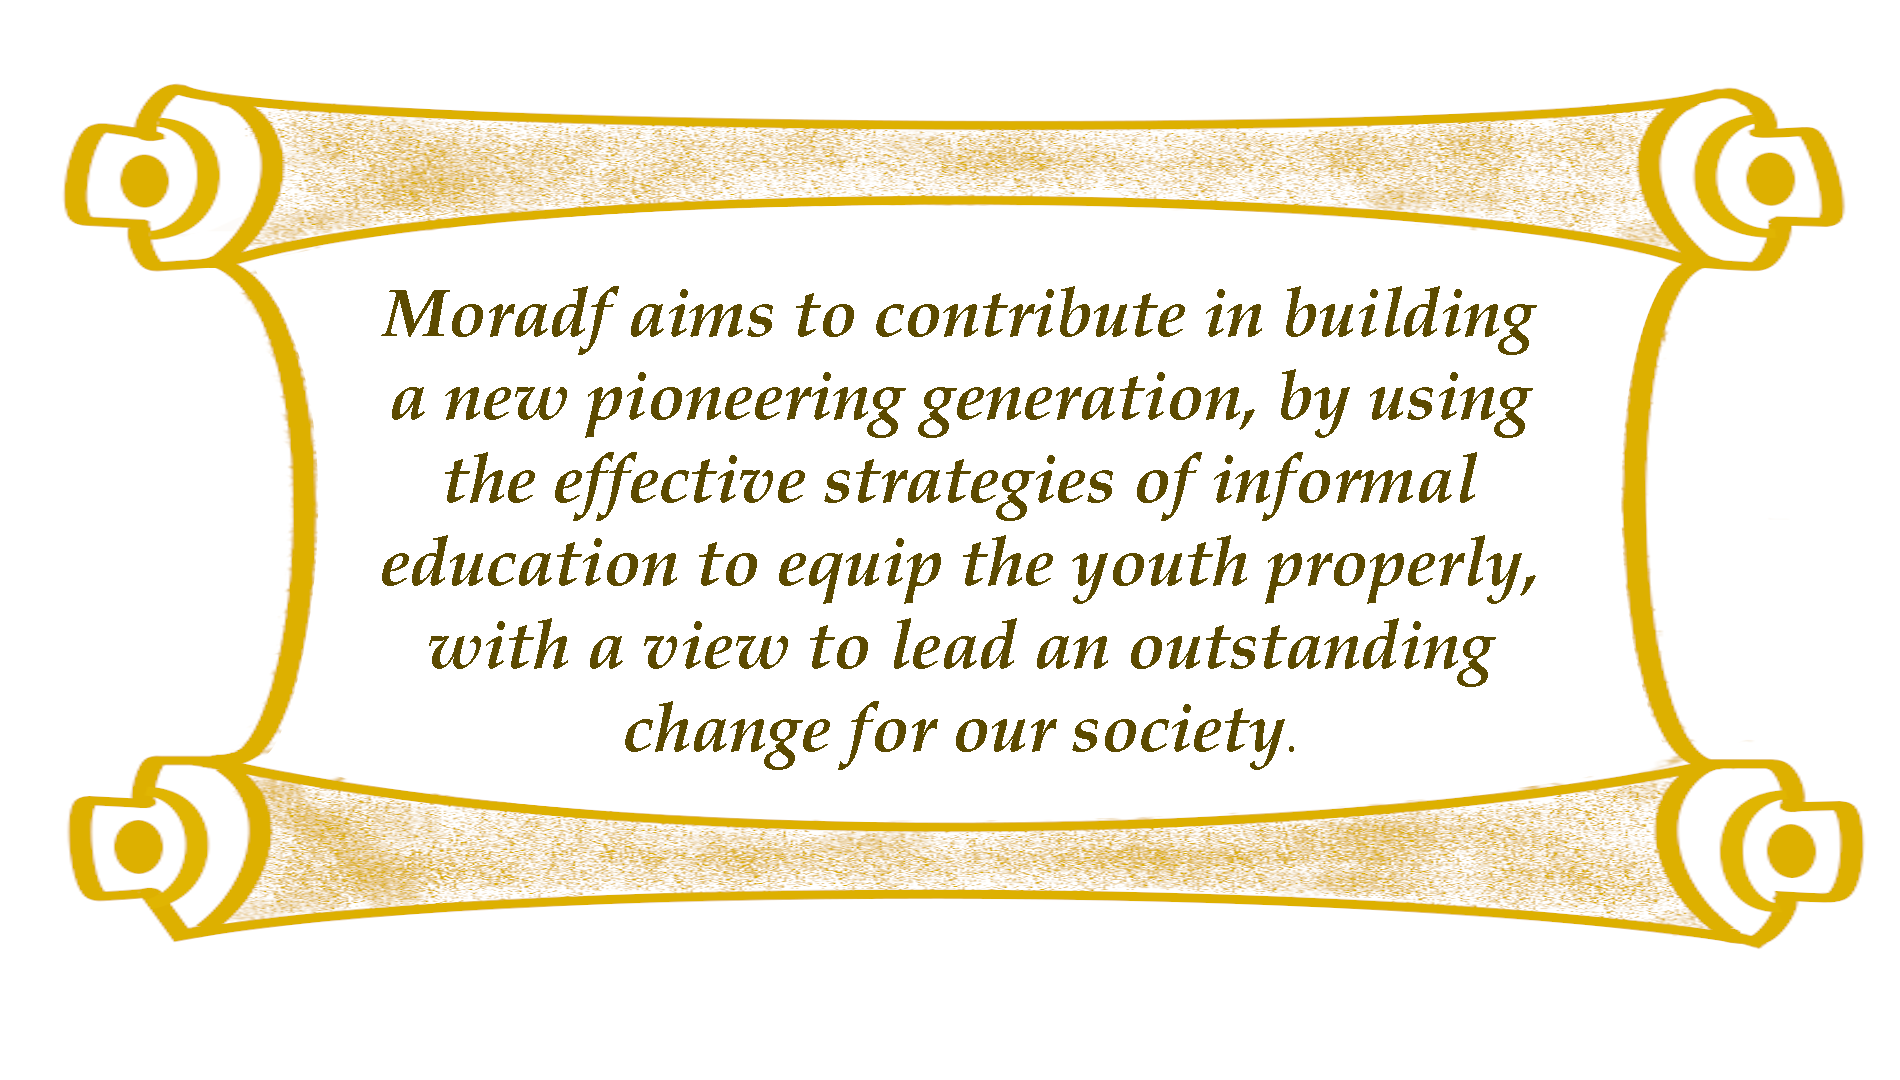 Moradf aims to contribute in building
a new pioneering generation, by using
the effective strategies of informal
education to equip the youth properly,
with a view to lead an outstanding
change for our society.